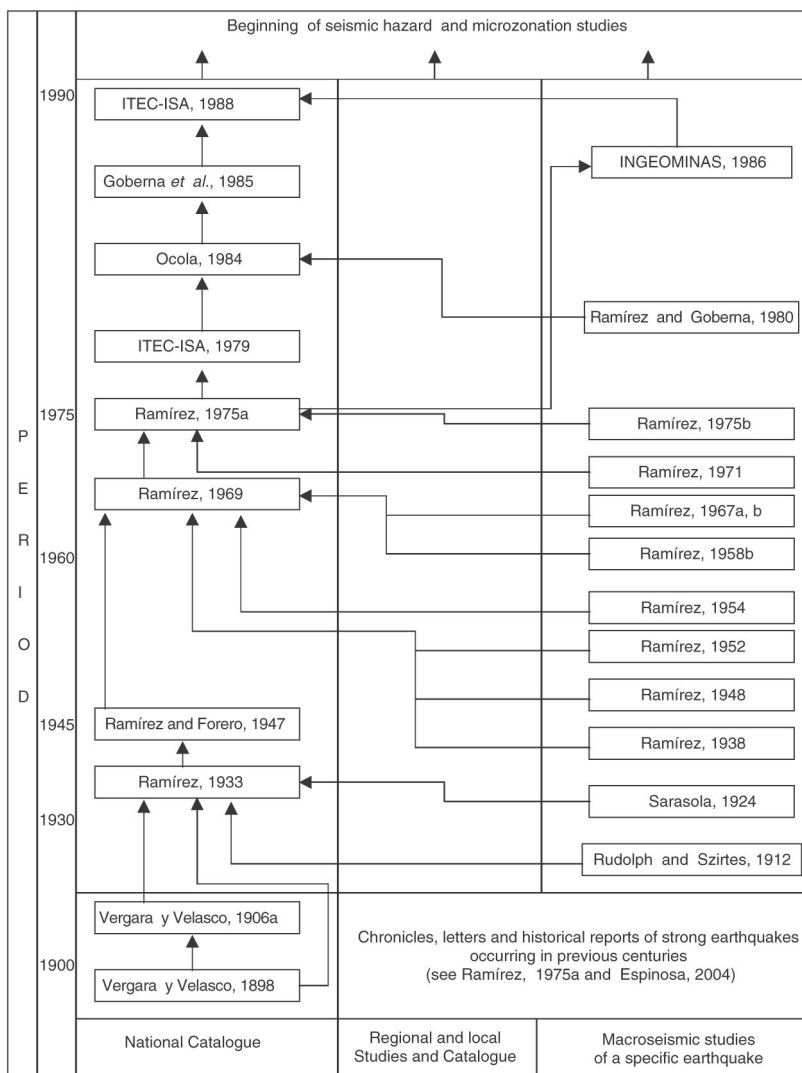 Beginning of seismic hazard and microzonation studies
1990
ITEC-ISA, 1988
INGEOMINAS, 1986
Goberna et al., 1985
Ocola, 1984
Ramírez and Goberna, 1980
ITEC-ISA, 1979
1975
Ramírez, 1975a
Ramírez, 1975b
Ramírez, 1971
Ramírez, 1969
Ramírez, 1967a, b
1960
Ramírez, 1958b
Ramírez, 1954
Ramírez, 1952
Ramírez, 1948
1945
Ramírez and Forero, 1947
Ramírez, 1938
Ramírez, 1933
Sarasola, 1924
1930
Rudolph and Szirtes, 1912
Vergara y Velasco, 1906a
Chronicles, letters and historical reports of strong earthquakes
occurring in previous centuries
(see Ramírez, 1975a and Espinosa, 2004)
1900
Vergara y Velasco, 1898
National Catalogue
Regional and local
Studies and Catalogue
Macroseismic studies
of a specific earthquake
P
E
R
I
O
D